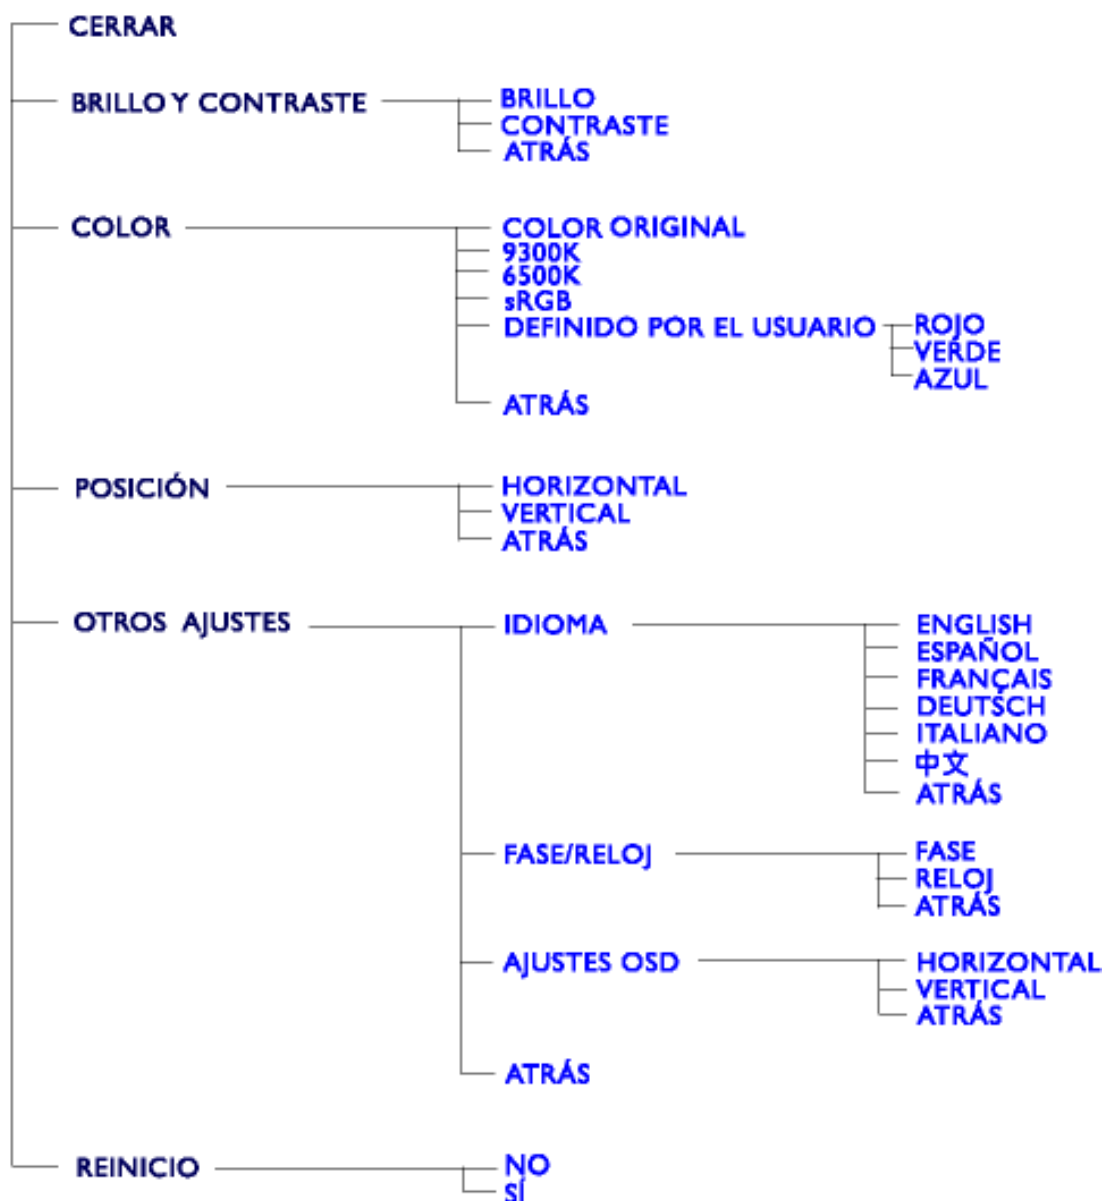 CERRAR
BRILLO Y CONTRASTE
BRILLO
CONTRASTE
ATRÁS
COLOR
COLOR ORIGINAL
9300K
6500K
sRGB
DEFINIDO POR EL USUARIO
ROJO
VERDE
AZUL
ATRÁS
POSICIÓN
HORIZONTAL
VERTICAL
ATRÁS
OTROS AJUSTES
IDIOMA
ENGLISH
ESPAÑOL
FRANÇAIS
DEUTSCH
ITALIANO
中文
ATRÁS
FASE/RELOJ
FASE
RELOJ
ATRÁS
AJUSTES OSD
HORIZONTAL
VERTICAL
ATRÁS
ATRÁS
REINICIO
NO
SÍ